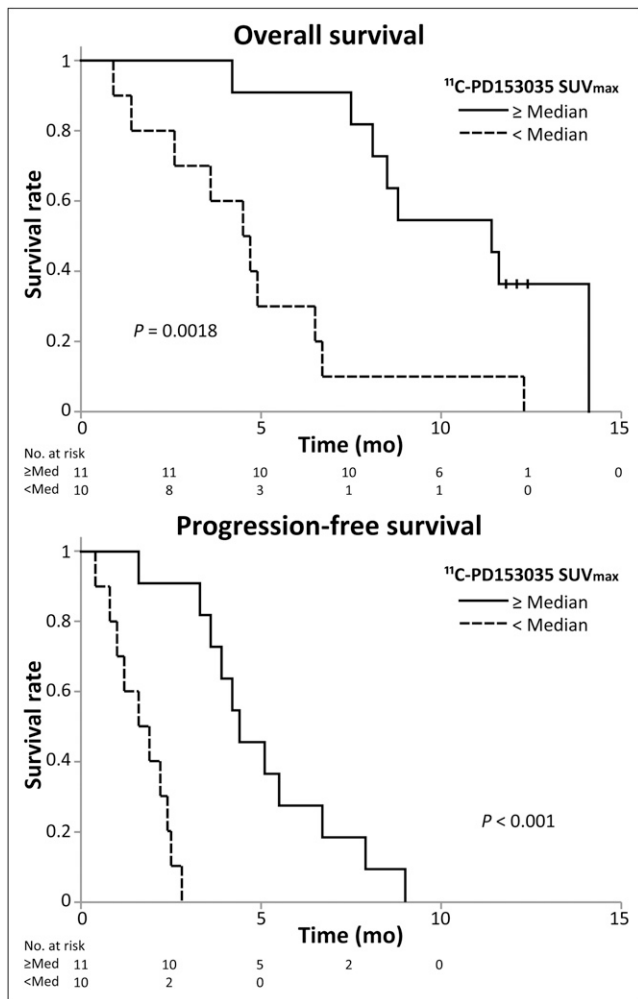 Overall survival
¹¹C-PD153035 SUVmax
≥ Median
< Median
1
0.8
0.6
0.4
0.2
0
Survival rate
P = 0.0018
0 5 10 15
Time (mo)
No. at risk
≥Med 11 11 10 10 6 1 0
<Med 10 8 3 1 1 0
Progression-free survival
¹¹C-PD153035 SUVmax
≥ Median
< Median
1
0.8
0.6
0.4
0.2
0
Survival rate
P < 0.001
0 5 10 15
Time (mo)
No. at risk
≥Med 11 10 5 2 0
<Med 10 2 0